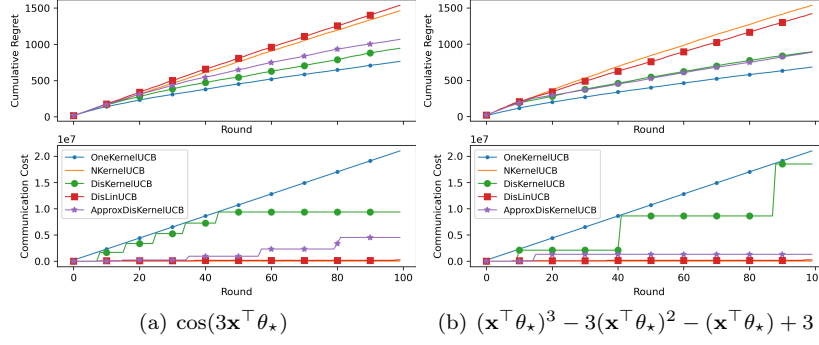 1500
1000
500
0
Cumulative Regret
Round
1e7
2.0
1.5
1.0
0.5
0.0
Communication Cost
OneKernelUCB
NKernelUCB
DisKernelUCB
DisLinUCB
ApproxDisKernelUCB
0 20 40 60 80 100
Round
(a) cos(3x⊤θ⋆)
1500
1000
500
0
Cumulative Regret
Round
1e7
2.0
1.5
1.0
0.5
0.0
Communication Cost
OneKernelUCB
NKernelUCB
DisKernelUCB
DisLinUCB
ApproxDisKernelUCB
0 20 40 60 80 100
Round
(b) (x⊤θ⋆)³ − 3(x⊤θ⋆)² − (x⊤θ⋆) + 3